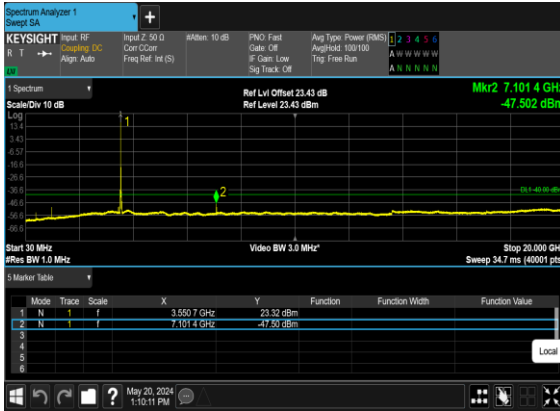 Spectrum Analyzer 1
Swept SA
+
KEYSIGHT Input: RF Input Z: 50 Ω #Atten: 10 dB PNO: Fast Avg Type: Power (RMS) 1 2 3 4 5 6
R T Coupling: DC Corr CCorr Gate: Off Avg|Hold: 100/100 A W W W W W
Align: Auto Freq Ref: Int (S) IF Gain: Low Trig: Free Run
Sig Track: Off A N N N N N
1 Spectrum Ref Lvl Offset 23.43 dB Mkr2 7.101 4 GHz
Scale/Div 10 dB Ref Level 23.43 dBm -47.502 dBm
Log
13.4
3.43
-6.57
-16.6
-26.6
-36.6
-46.6
-56.6
-66.6
1
2
DL1 -40.00 dBm
Start 30 MHz Video BW 3.0 MHz* Stop 20.000 GHz
#Res BW 1.0 MHz Sweep 34.7 ms (40001 pts
5 Marker Table
Mode Trace Scale X Y Function Function Width Function Value
1 N 1 f 3.550 7 GHz 23.32 dBm
2 N 1 f 7.101 4 GHz -47.50 dBm
3
4
5
6
Local
? May 20, 2024
1:10:11 PM